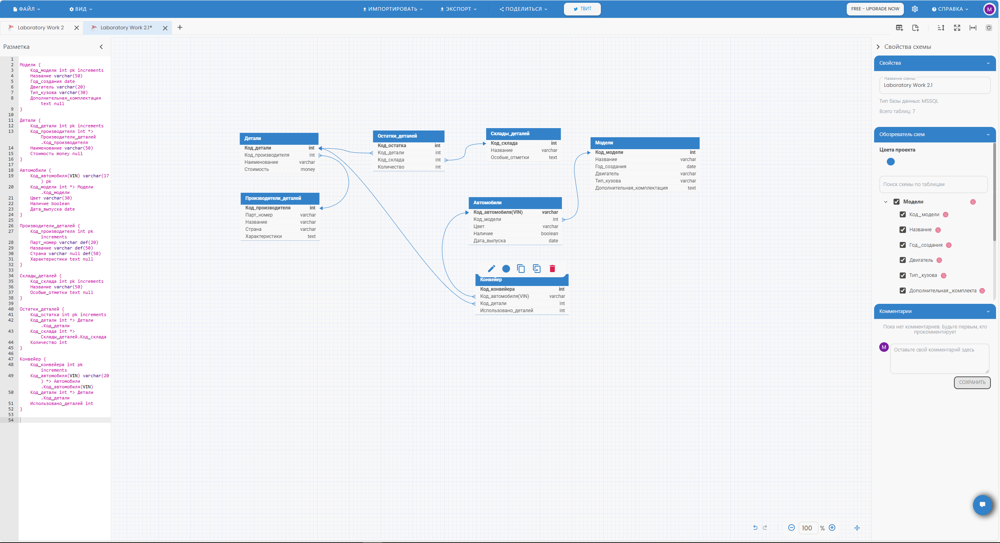 ФАЙЛ
ВИД
ИМПОРТИРОВАТЬ
ЭКСПОРТ
ПОДЕЛИТЬСЯ
ТВИТ
FREE - UPGRADE NOW
СПРАВКА
M
Laboratory Work 2
Laboratory Work 2.1*
Разметка
1
2 Модели {
3 Код_модели int pk increments
4 Название varchar(50)
5 Год_создания date
6 Двигатель varchar(20)
7 Тип_кузова varchar(30)
8 Дополнительная_комплектация
text null
9 }
10
11 Детали {
12 Код_детали int pk increments
13 Код_производителя int *>
Производители_деталей
.Код_производителя
14 Наименование varchar(50)
15 Стоимость money null
16 }
17
18 Автомобили {
19 Код_автомобиля(VIN) varchar(17
) pk
20 Код_модели int *> Модели
.Код_модели
21 Цвет varchar(30)
22 Наличие boolean
23 Дата_выпуска date
24 }
25
26 Производители_деталей {
27 Код_производителя int pk
increments
28 Парт_номер varchar def(20)
29 Название varchar def(50)
30 Страна varchar null def(50)
31 Характеристики text null
32 }
33
34 Склады_деталей {
35 Код_склада int pk increments
36 Название varchar(50)
37 Особые_отметки text null
38 }
39
40 Остатки_деталей {
41 Код_остатка int pk increments
42 Код_детали int *> Детали
.Код_детали
43 Код_склада int *>
Склады_деталей.Код_склада
44 Количество int
45 }
46
47 Конвейер {
48 Код_конвейера int pk
increments
49 Код_автомобиля(VIN) varchar(20
) *> Автомобили
.Код_автомобиля(VIN)
50 Код_детали int *> Детали
.Код_детали
51 Использовано_деталей int
52 }
53
54
Детали
Код_детали int
Код_производителя int
Наименование varchar
Стоимость money
Остатки_деталей
Код_остатка int
Код_детали int
Код_склада int
Количество int
Склады_деталей
Код_склада int
Название varchar
Особые_отметки text
Модели
Код_модели int
Название varchar
Год_создания date
Двигатель varchar
Тип_кузова varchar
Дополнительная_комплектация text
Производители_деталей
Код_производителя int
Парт_номер varchar
Название varchar
Страна varchar
Характеристики text
Автомобили
Код_автомобиля(VIN) varchar
Код_модели int
Цвет varchar
Наличие boolean
Дата_выпуска date
Конвейер
Код_конвейера int
Код_автомобиля(VIN) varchar
Код_детали int
Использовано_деталей int
Свойства схемы
Свойства
Название схемы:
Laboratory Work 2.1
Тип базы данных: MSSQL
Всего таблиц: 7
Обозреватель схем
Цвета проекта
Поиск схемы по таблицам
Модели
Код_модели
Название
Год_создания
Двигатель
Тип_кузова
Дополнительная_комплекта
Комментарии
Пока нет комментариев. Будьте первым, кто
прокомментирует
M
Оставьте свой комментарий здесь
СОХРАНИТЬ
100 %